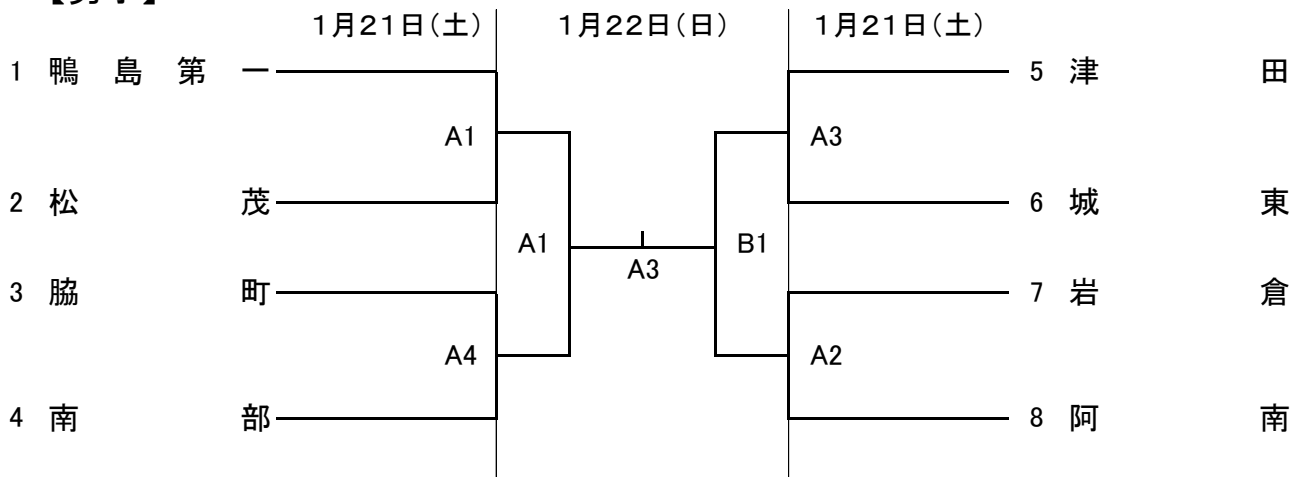 1月21日(土) 1月22日(日) 1月21日(土)
1 鴨島第一 5 津田
A1 A3
2 松茂 6 城東
A1 A3 B1
3 脇町 7 岩倉
A4 A2
4 南部 8 阿南